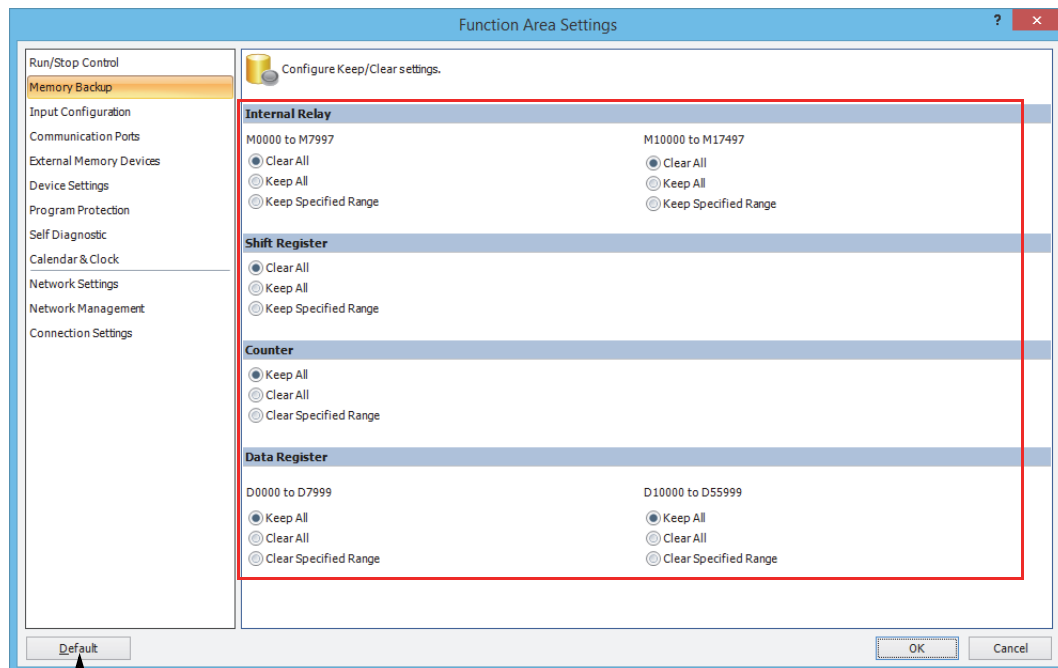 Function Area Settings
?
×
Run/Stop Control
Memory Backup
Input Configuration
Communication Ports
External Memory Devices
Device Settings
Program Protection
Self Diagnostic
Calendar & Clock
Network Settings
Network Management
Connection Settings
Configure Keep/Clear settings.
Internal Relay
M0000 to M7997
Clear All
Keep All
Keep Specified Range
M10000 to M17497
Clear All
Keep All
Keep Specified Range
Shift Register
Clear All
Keep All
Keep Specified Range
Counter
Keep All
Clear All
Clear Specified Range
Data Register
D0000 to D7999
Keep All
Clear All
Clear Specified Range
D10000 to D55999
Keep All
Clear All
Clear Specified Range
Default
OK
Cancel